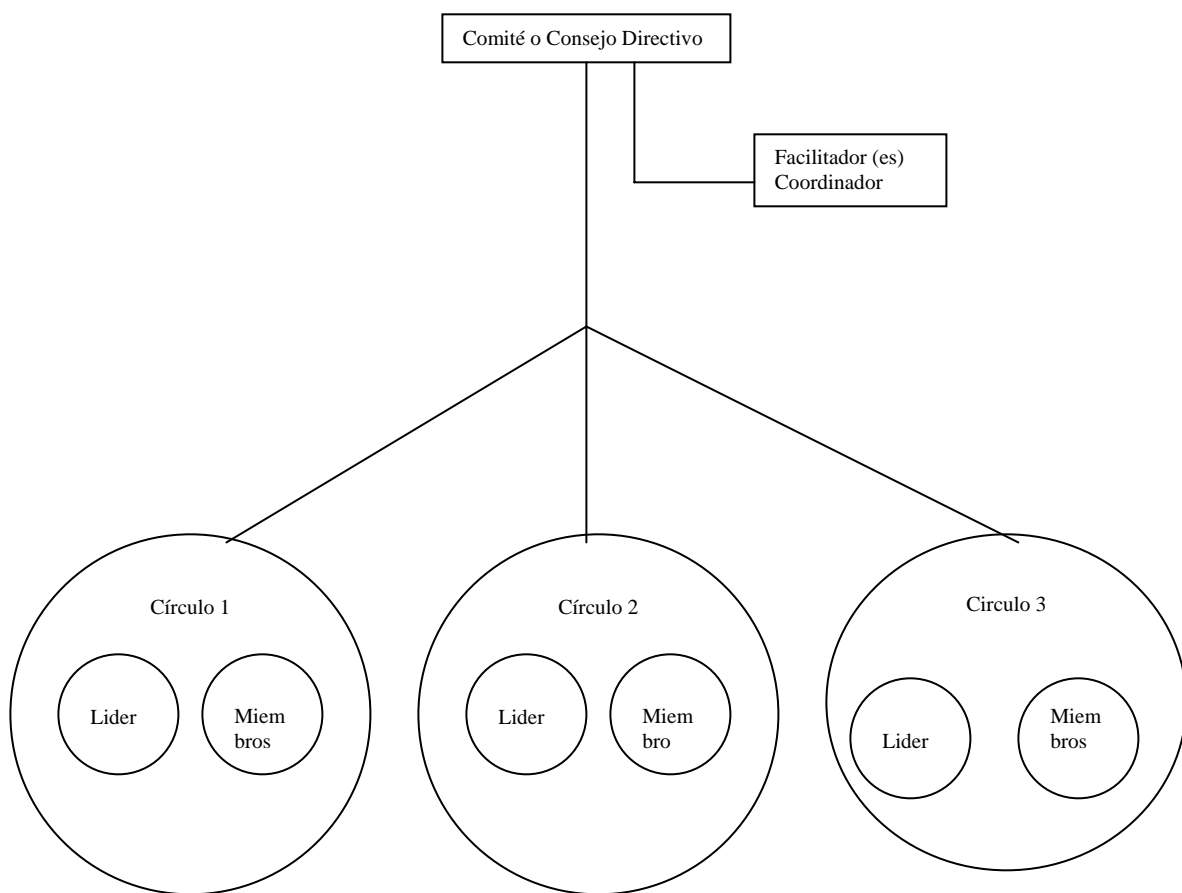 Comité o Consejo Directivo
Facilitador (es)
Coordinador
Círculo 1
Lider
Miem
bros
Círculo 2
Lider
Miem
bro
Circulo 3
Lider
Miem
bros